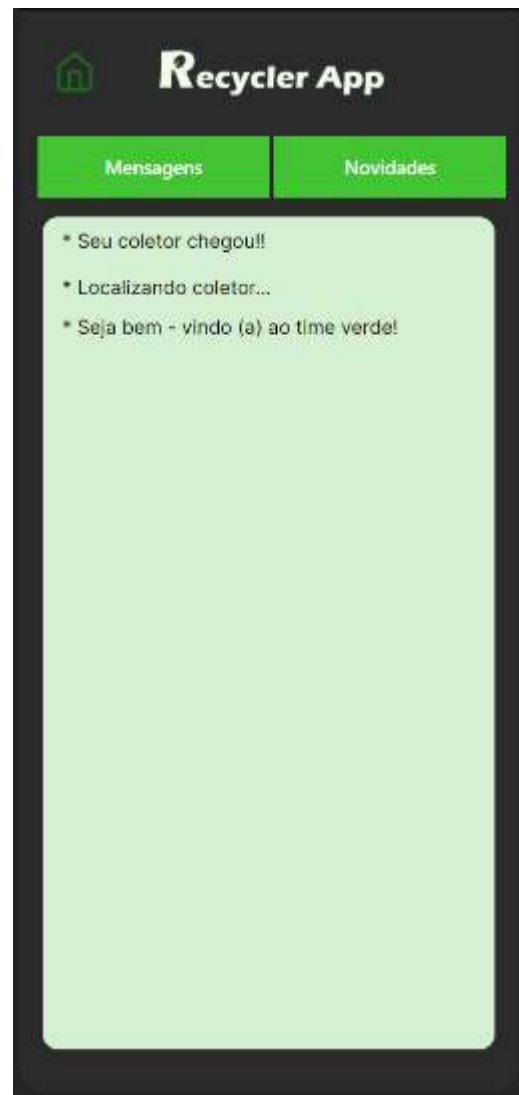 Recycler App
Mensagens Novidades
* Seu coletor chegou!!
* Localizando coletor...
* Seja bem - vindo (a) ao time verde!